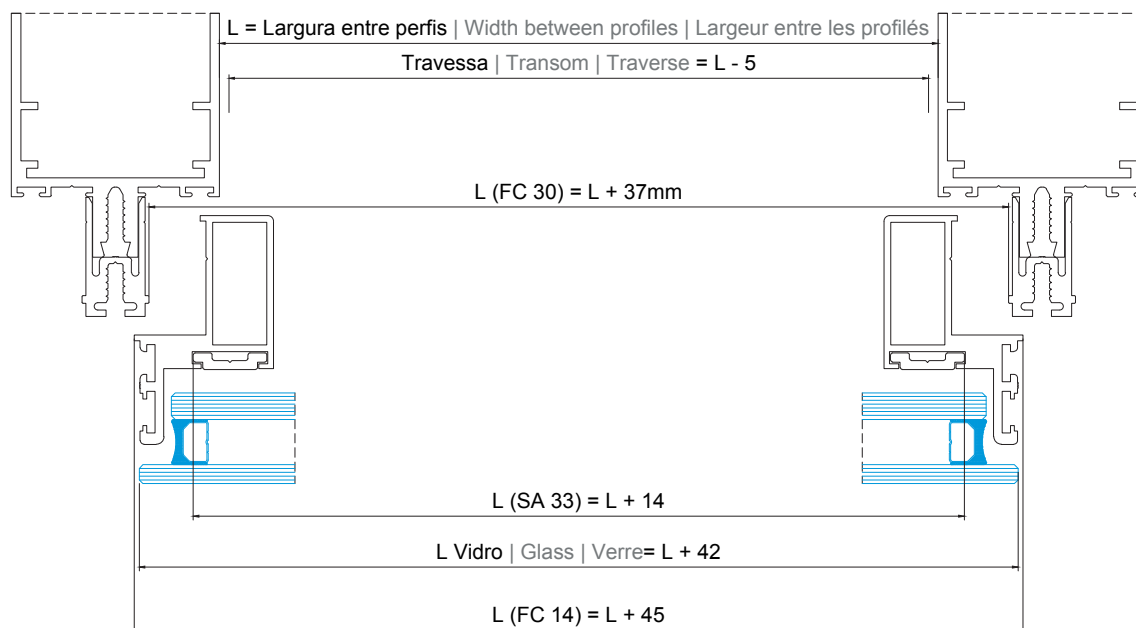 L = Largura entre perfis | Width between profiles | Largeur entre les profilés
Travessa | Transom | Traverse = L - 5
L (FC 30) = L + 37mm
L (SA 33) = L + 14
L Vidro | Glass | Verre= L + 42
L (FC 14) = L + 45